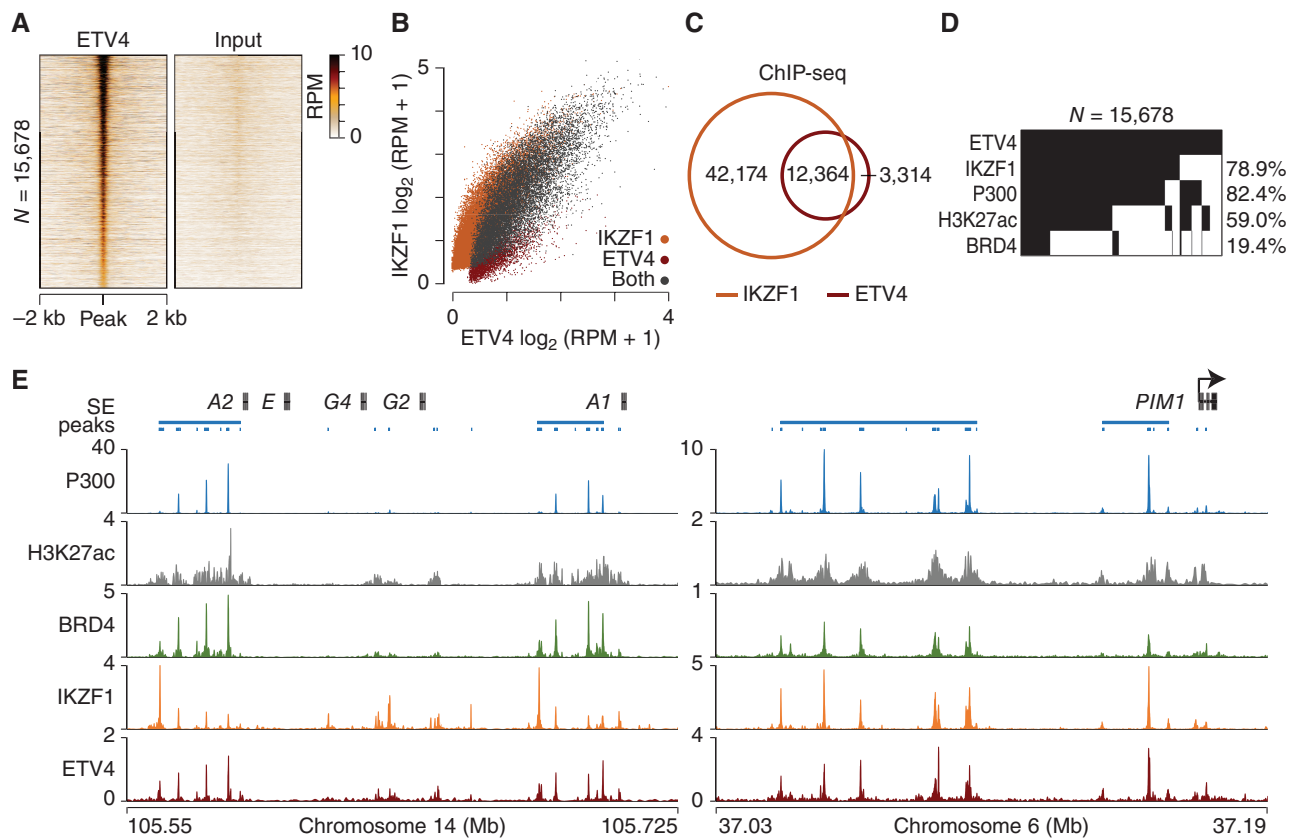 A
ETV4
Input
10
0
RPM
N = 15,678
–2 kb
Peak
2 kb
B
5
0
IKZF1 log2 (RPM + 1)
IKZF1
ETV4
Both
0
4
ETV4 log2 (RPM + 1)
C
ChIP-seq
42,174
12,364
3,314
IKZF1
ETV4
D
N = 15,678
ETV4
IKZF1
78.9%
P300
82.4%
H3K27ac
59.0%
BRD4
19.4%
E
SE
peaks
A2
E
G4
G2
A1
PIM1
40
10
P300
4
2
H3K27ac
5
1
BRD4
4
5
IKZF1
2
4
ETV4
0
0
105.55
Chromosome 14 (Mb)
105.725
37.03
Chromosome 6 (Mb)
37.19